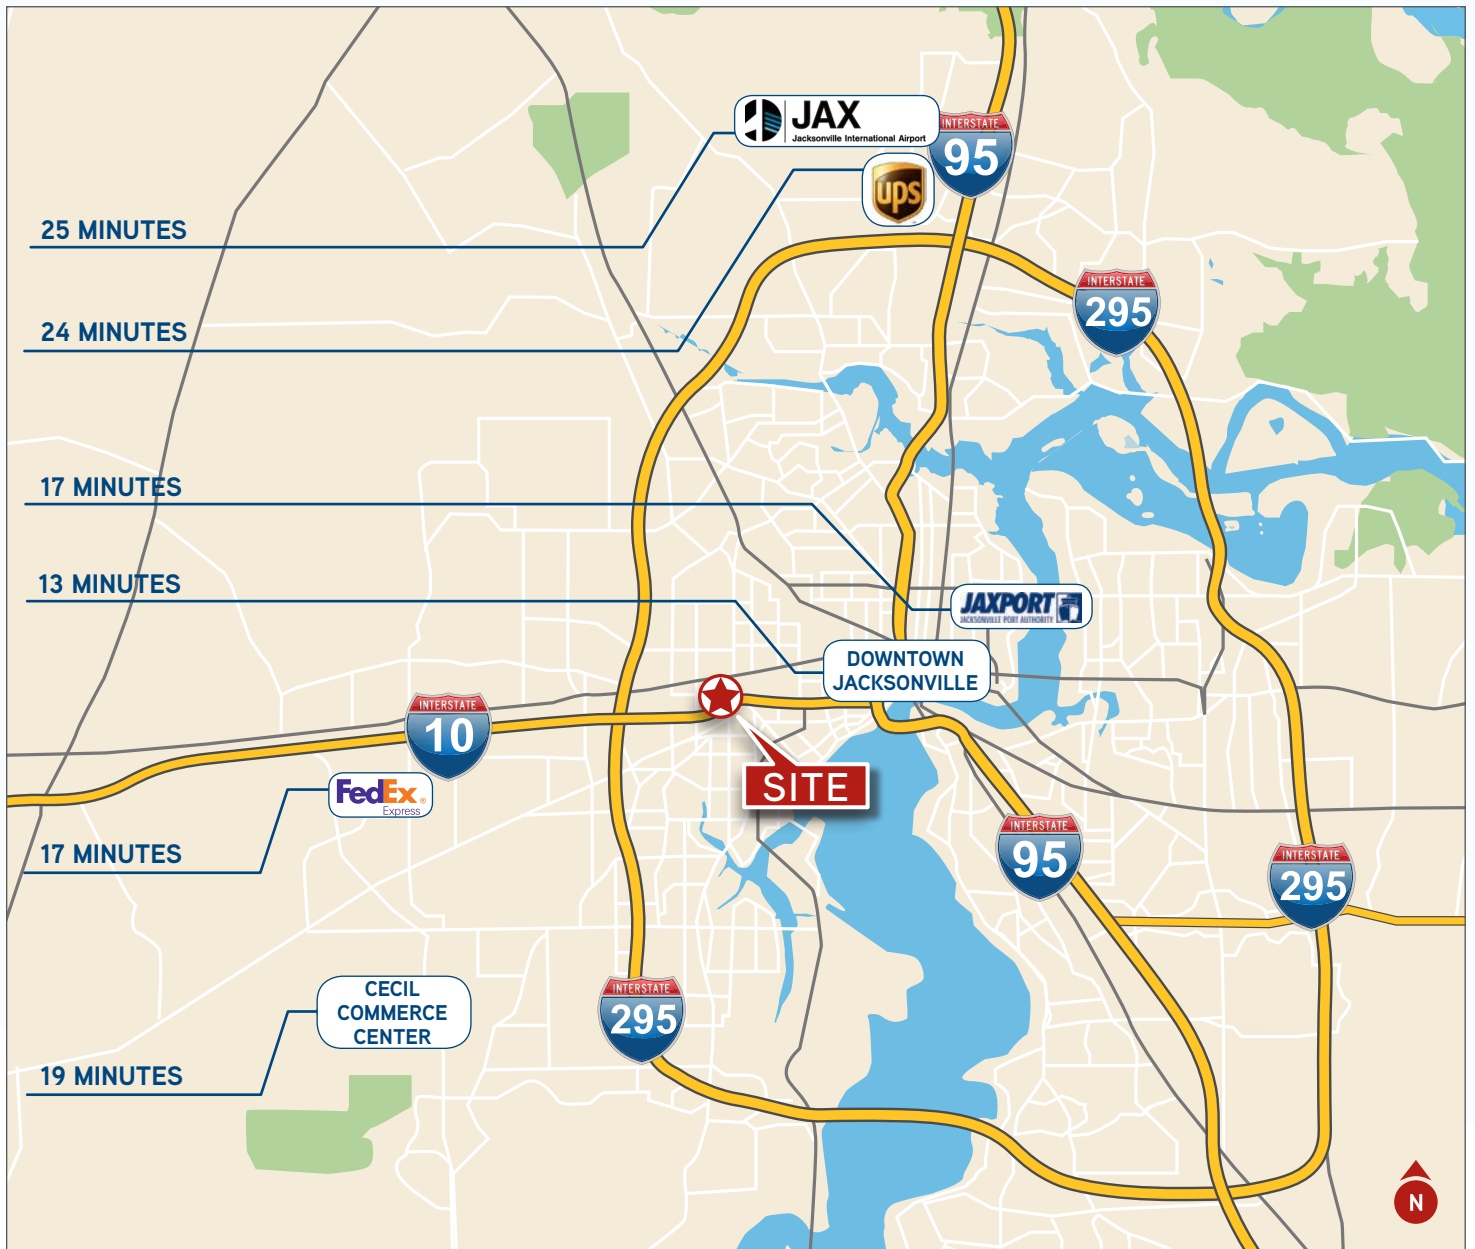 JAX
Jacksonville International Airport
INTERSTATE
95
ups
25 MINUTES
INTERSTATE
295
24 MINUTES
17 MINUTES
13 MINUTES
JAXPORT
JACKSONVILLE PORT AUTHORITY
DOWNTOWN
JACKSONVILLE
INTERSTATE
10
SITE
FedEx®
Express
INTERSTATE
95
17 MINUTES
INTERSTATE
295
CECIL
COMMERCE
CENTER
INTERSTATE
295
19 MINUTES
N